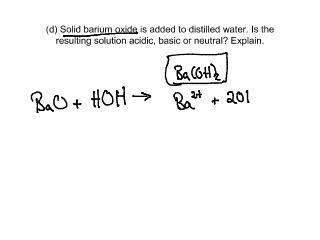 (d) Solid barium oxide is added to distilled water. Is the
resulting solution acidic, basic or neutral? Explain.
Ba(OH)₂
BaO + HOH → Ba²⁺ + 2OH